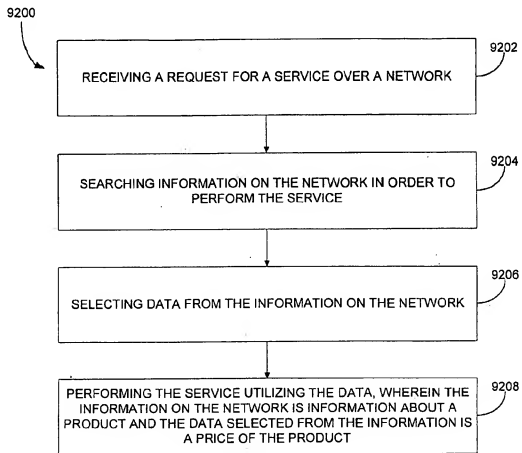 9200
9202
RECEIVING A REQUEST FOR A SERVICE OVER A NETWORK
9204
SEARCHING INFORMATION ON THE NETWORK IN ORDER TO
PERFORM THE SERVICE
9206
SELECTING DATA FROM THE INFORMATION ON THE NETWORK
9208
PERFORMING THE SERVICE UTILIZING THE DATA, WHEREIN THE
INFORMATION ON THE NETWORK IS INFORMATION ABOUT A
PRODUCT AND THE DATA SELECTED FROM THE INFORMATION IS
A PRICE OF THE PRODUCT